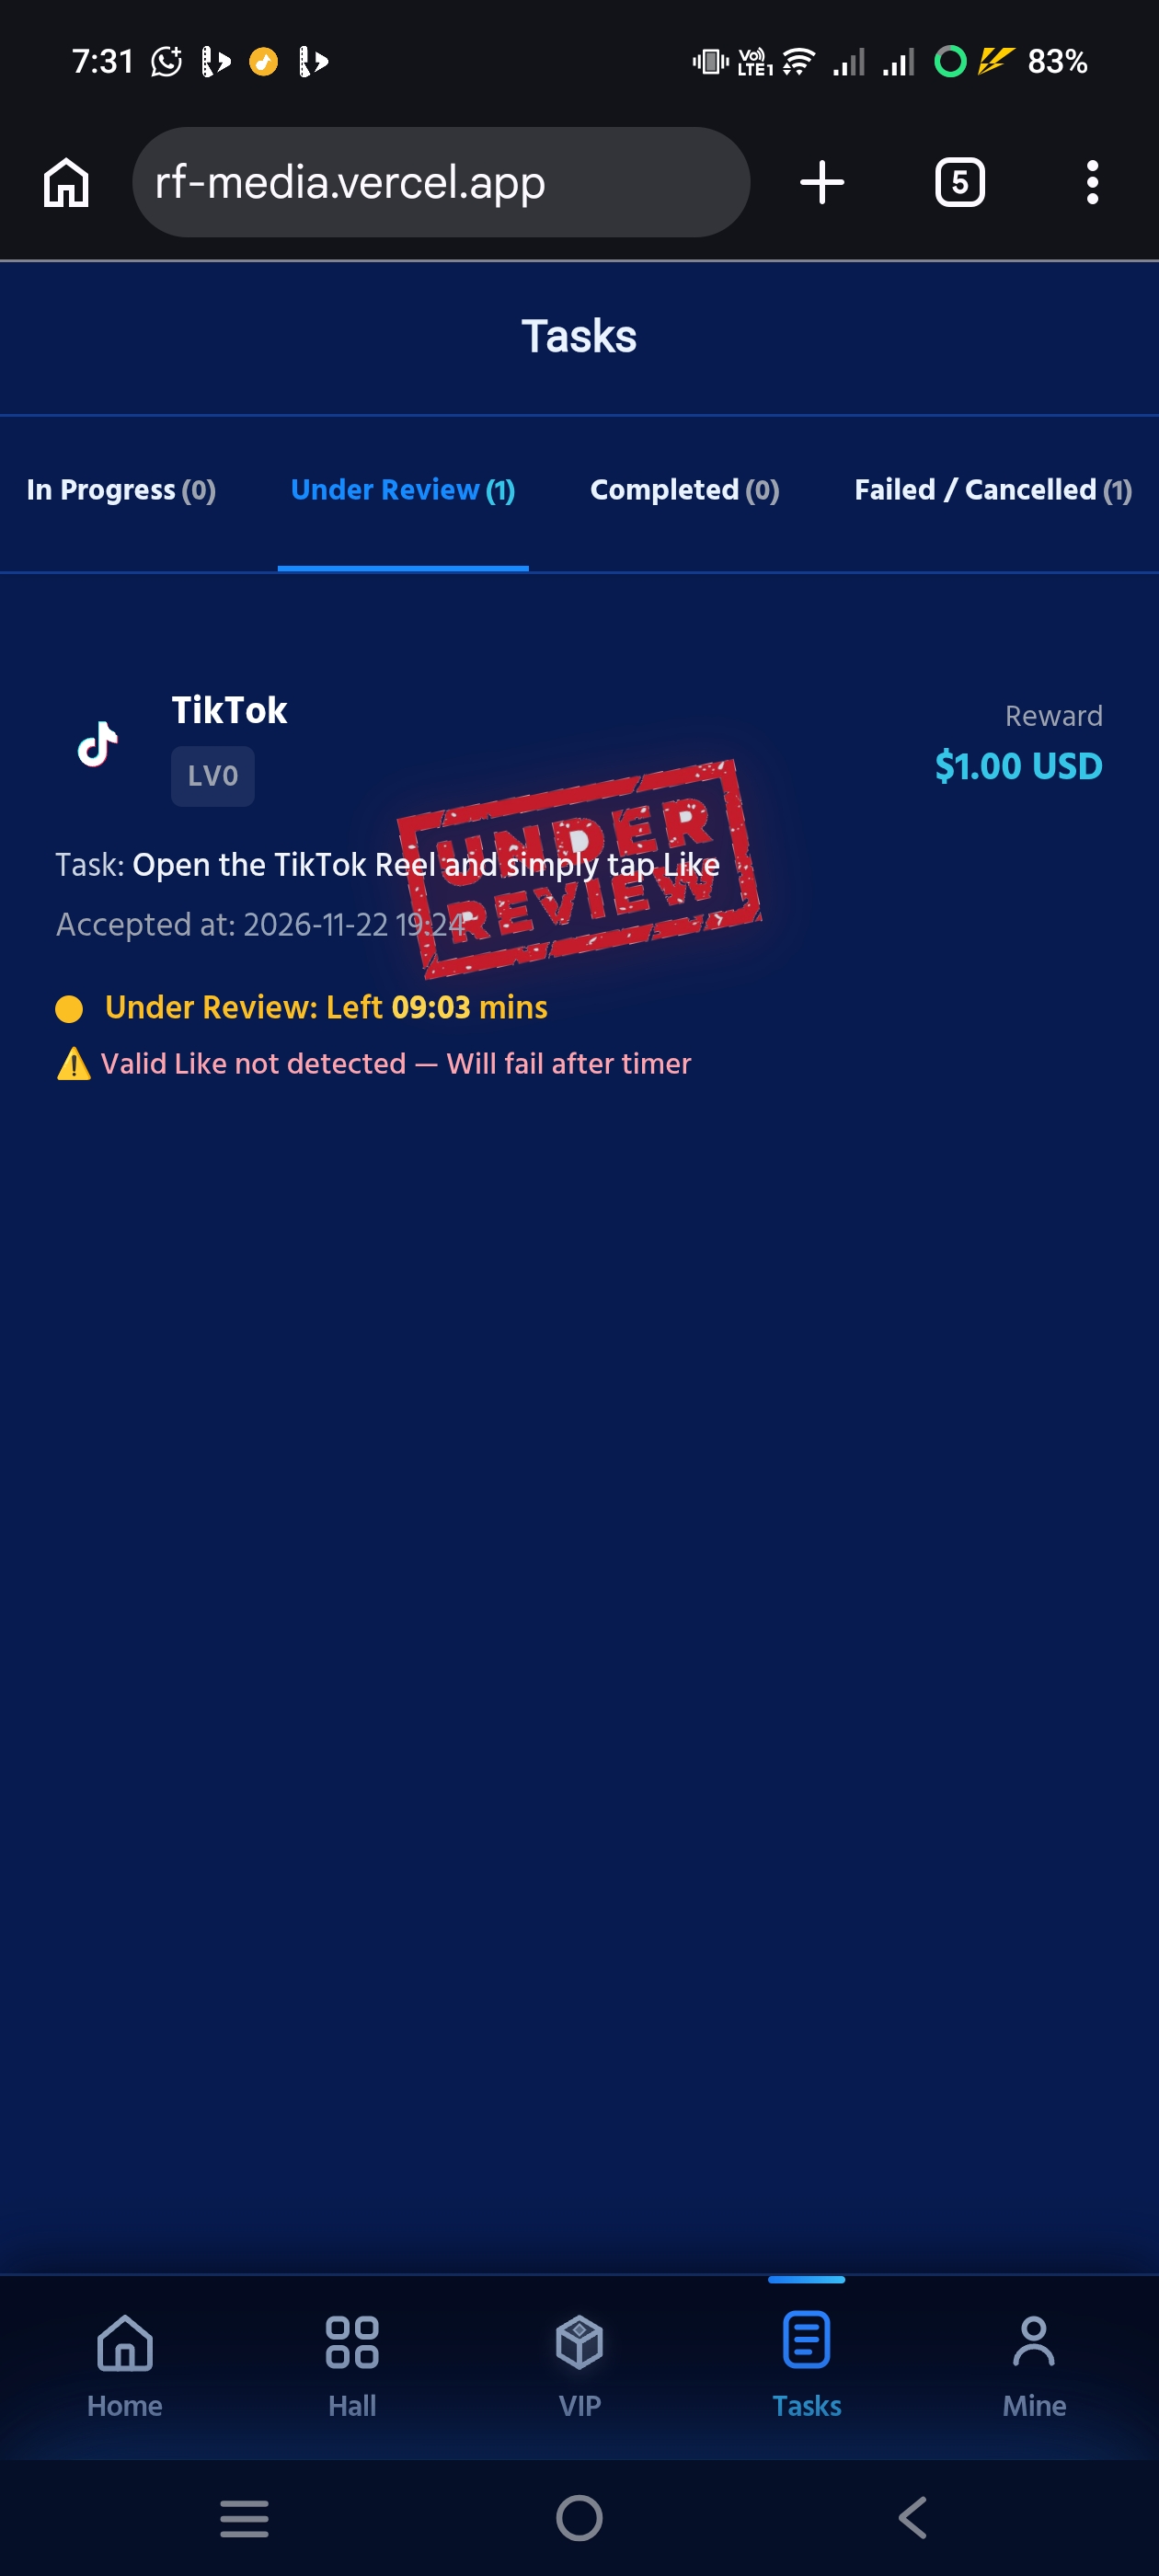 7:31
Vo)) LTE1
83%
rf-media.vercel.app
5
Tasks
In Progress (0)
Under Review (1)
Completed (0)
Failed / Cancelled (1)
TikTok
LV0
Reward
$1.00 USD
UNDER
REVIEW
Task: Open the TikTok Reel and simply tap Like
Accepted at: 2026-11-22 19:24
Under Review: Left 09:03 mins
⚠️ Valid Like not detected — Will fail after timer
Home
Hall
VIP
Tasks
Mine